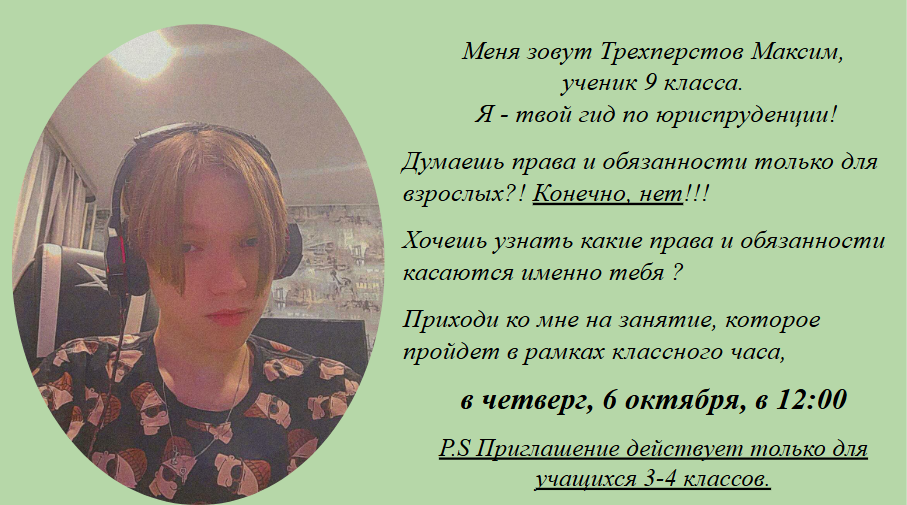 Меня зовут Трехперстов Максим,
ученик 9 класса.
Я - твой гид по юриспруденции!
Думаешь права и обязанности только для
взрослых?! Конечно, нет!!!
Хочешь узнать какие права и обязанности
касаются именно тебя ?
Приходи ко мне на занятие, которое
пройдет в рамках классного часа,
в четверг, 6 октября, в 12:00
P.S Приглашение действует только для
учащихся 3-4 классов.